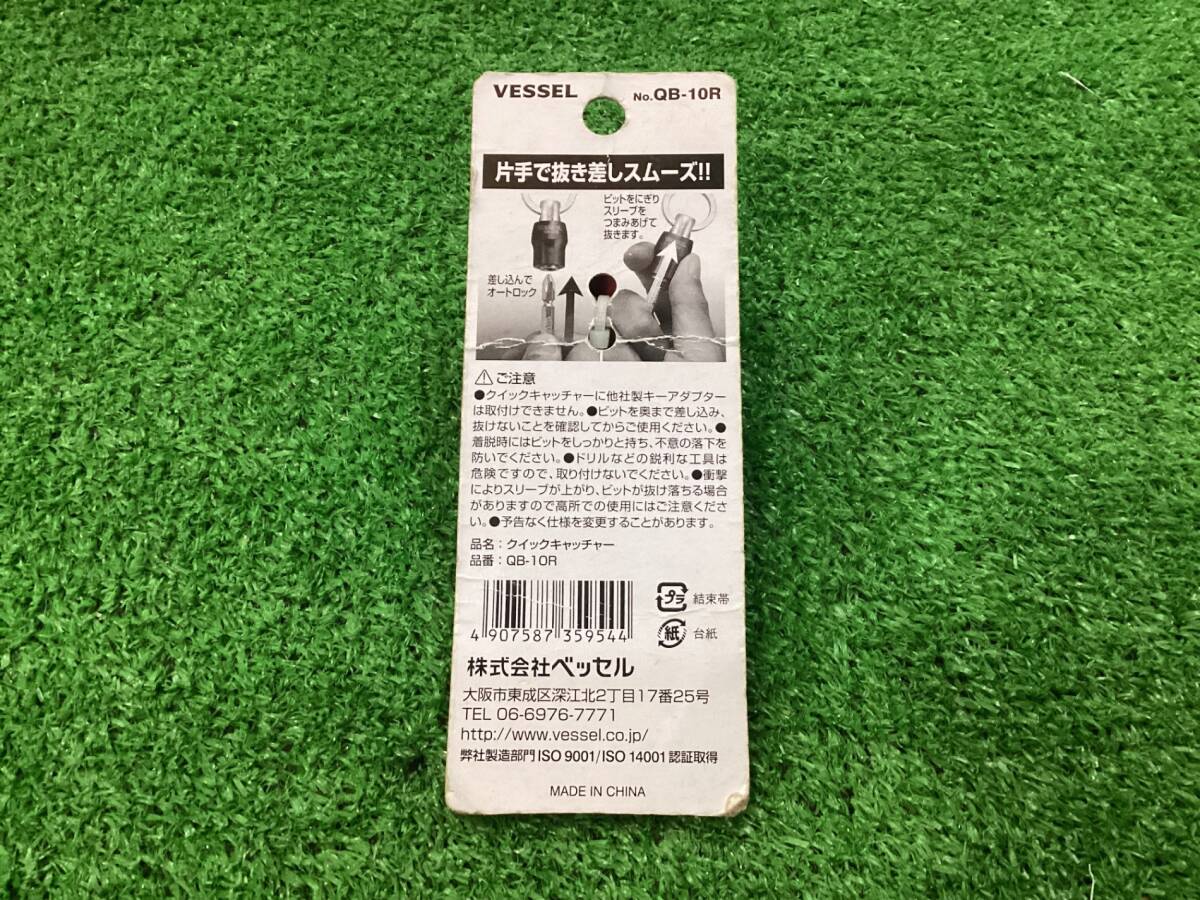 VESSEL No.QB-10R
片手で抜き差しスムーズ!!
ビットをにぎり
スリーブを
つまみあげて
抜きます。
差し込んで
オートロック
ご注意
●クイックキャッチャーに他社製キーアダプター
は取付けできません。●ビットを奥まで差し込み、
抜けないことを確認してからご使用ください。●
着脱時にはビットをしっかりと持ち、不意の落下を
防いでください。●ドリルなどの鋭利な工具は
危険ですので、取り付けないでください。●衝撃
によりスリーブが上がり、ビットが抜け落ちる場合
がありますので高所での使用にはご注意くださ
い。●予告なく仕様を変更することがあります。
品名：クイックキャッチャー
品番：QB-10R
4 907587 359544
プラ 結束帯
紙 台紙
株式会社ベッセル
大阪市東成区深江北2丁目17番25号
TEL 06-6976-7771
http://www.vessel.co.jp/
弊社製造部門 ISO 9001/ISO 14001 認証取得
MADE IN CHINA